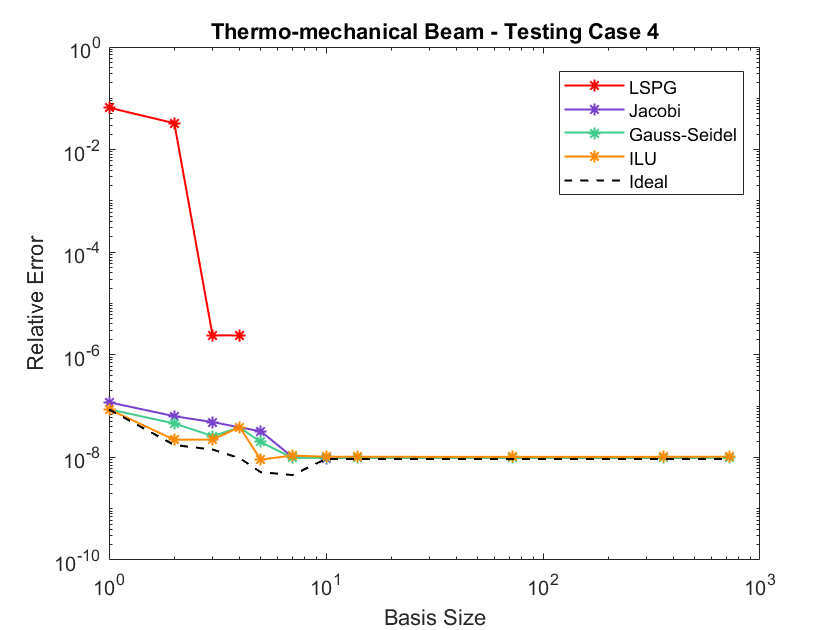 Thermo-mechanical Beam - Testing Case 4
10^0
10^-2
10^-4
10^-6
10^-8
10^-10
Relative Error
LSPG
Jacobi
Gauss-Seidel
ILU
Ideal
10^0 10^1 10^2 10^3
Basis Size